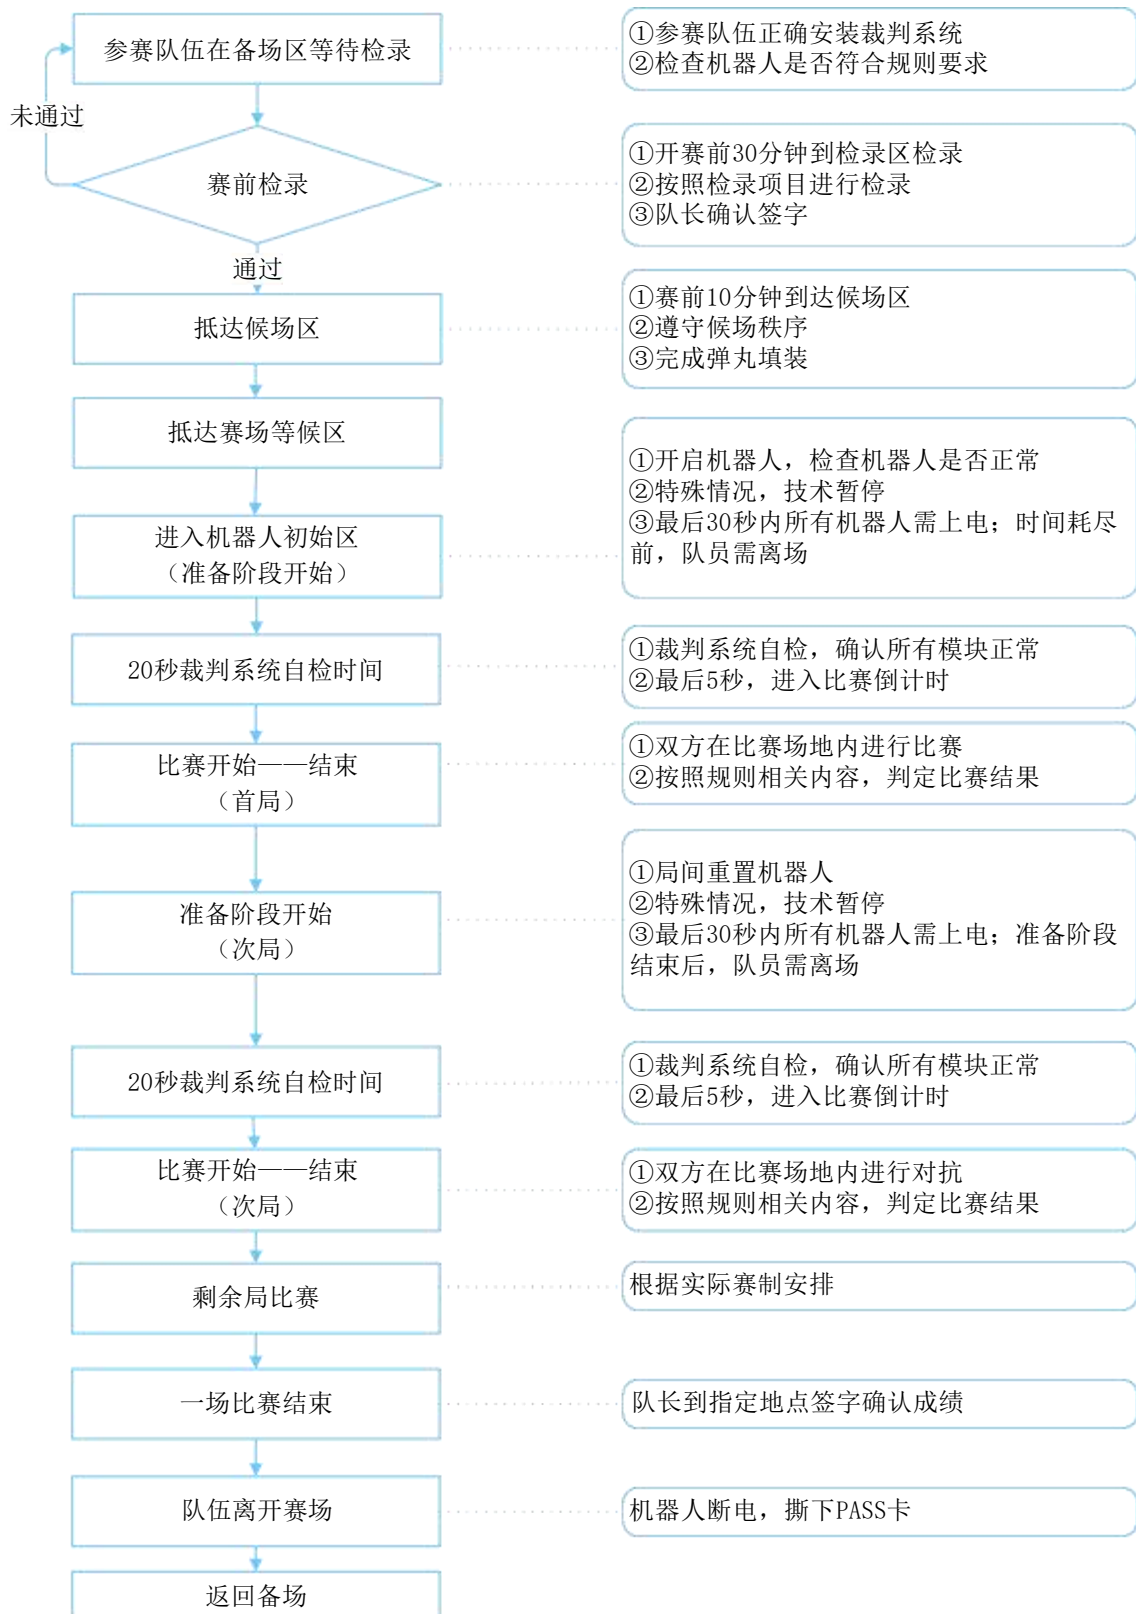 参赛队伍在备场区等待检录
①参赛队伍正确安装裁判系统
②检查机器人是否符合规则要求
未通过
赛前检录
①开赛前30分钟到检录区检录
②按照检录项目进行检录
③队长确认签字
通过
抵达候场区
①赛前10分钟到达候场区
②遵守候场秩序
③完成弹丸填装
抵达赛场等候区
进入机器人初始区
（准备阶段开始）
①开启机器人，检查机器人是否正常
②特殊情况，技术暂停
③最后30秒内所有机器人需上电；时间耗尽
前，队员需离场
20秒裁判系统自检时间
①裁判系统自检，确认所有模块正常
②最后5秒，进入比赛倒计时
比赛开始——结束
（首局）
①双方在比赛场地内进行比赛
②按照规则相关内容，判定比赛结果
准备阶段开始
（次局）
①局间重置机器人
②特殊情况，技术暂停
③最后30秒内所有机器人需上电；准备阶段
结束后，队员需离场
20秒裁判系统自检时间
①裁判系统自检，确认所有模块正常
②最后5秒，进入比赛倒计时
比赛开始——结束
（次局）
①双方在比赛场地内进行对抗
②按照规则相关内容，判定比赛结果
剩余局比赛
根据实际赛制安排
一场比赛结束
队长到指定地点签字确认成绩
队伍离开赛场
机器人断电，撕下PASS卡
返回备场